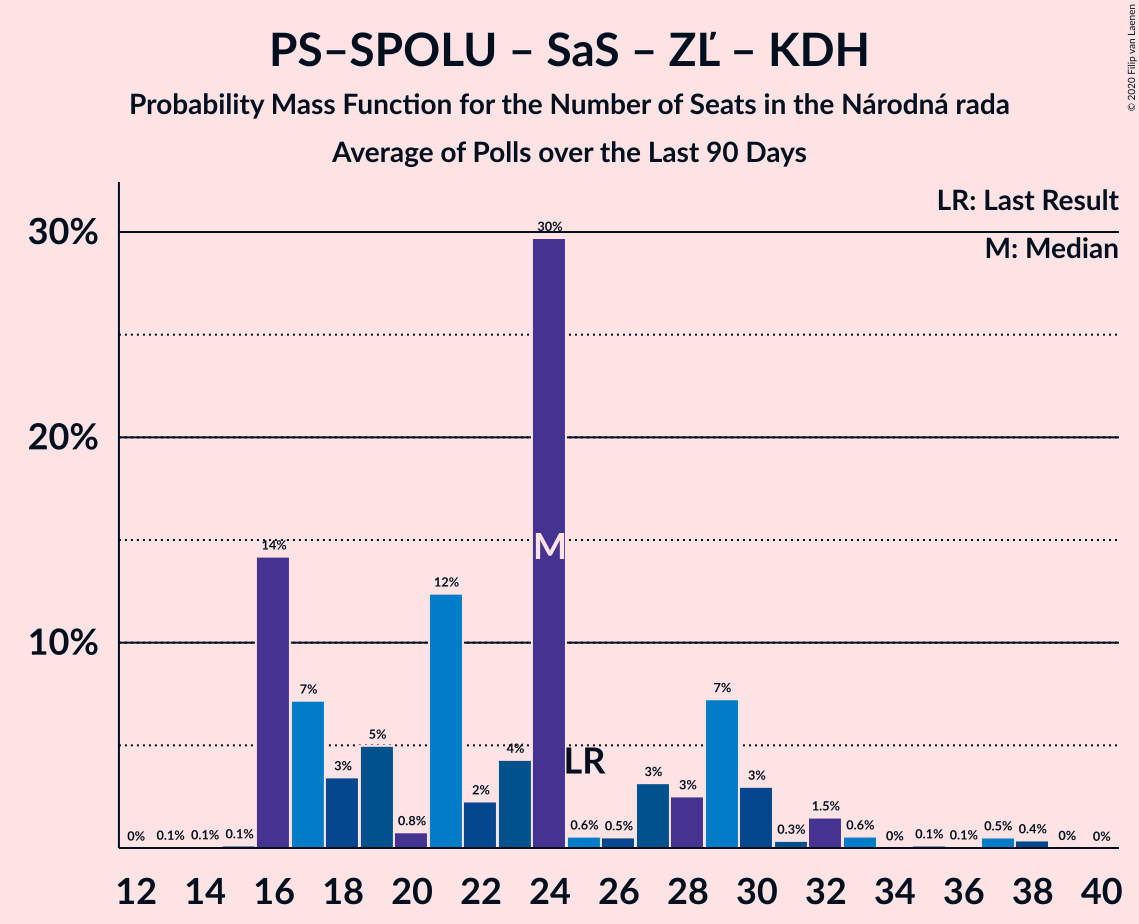 PS–SPOLU – SaS – ZĽ – KDH
Probability Mass Function for the Number of Seats in the Národná rada
Average of Polls over the Last 90 Days
© 2020 Filip van Laenen
LR: Last Result
M: Median
30%
20%
10%
0% 0.1% 0.1% 0.1% 14% 7% 3% 5% 0.8% 12% 2% 4% 30% 0.6% 0.5% 3% 3% 7% 3% 0.3% 1.5% 0.6% 0% 0.1% 0.1% 0.5% 0.4% 0% 0%
M
LR
12 14 16 18 20 22 24 26 28 30 32 34 36 38 40